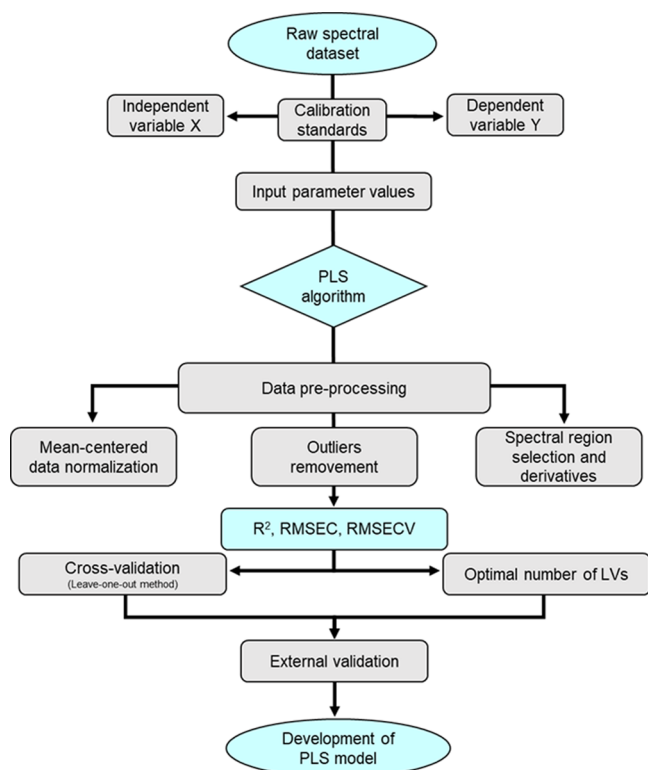 Raw spectral
dataset
Independent
variable X
Calibration
standards
Dependent
variable Y
Input parameter values
PLS
algorithm
Data pre-processing
Mean-centered
data normalization
Outliers
removement
Spectral region
selection and
derivatives
R², RMSEC, RMSECV
Cross-validation
(Leave-one-out method)
Optimal number of LVs
External validation
Development of
PLS model